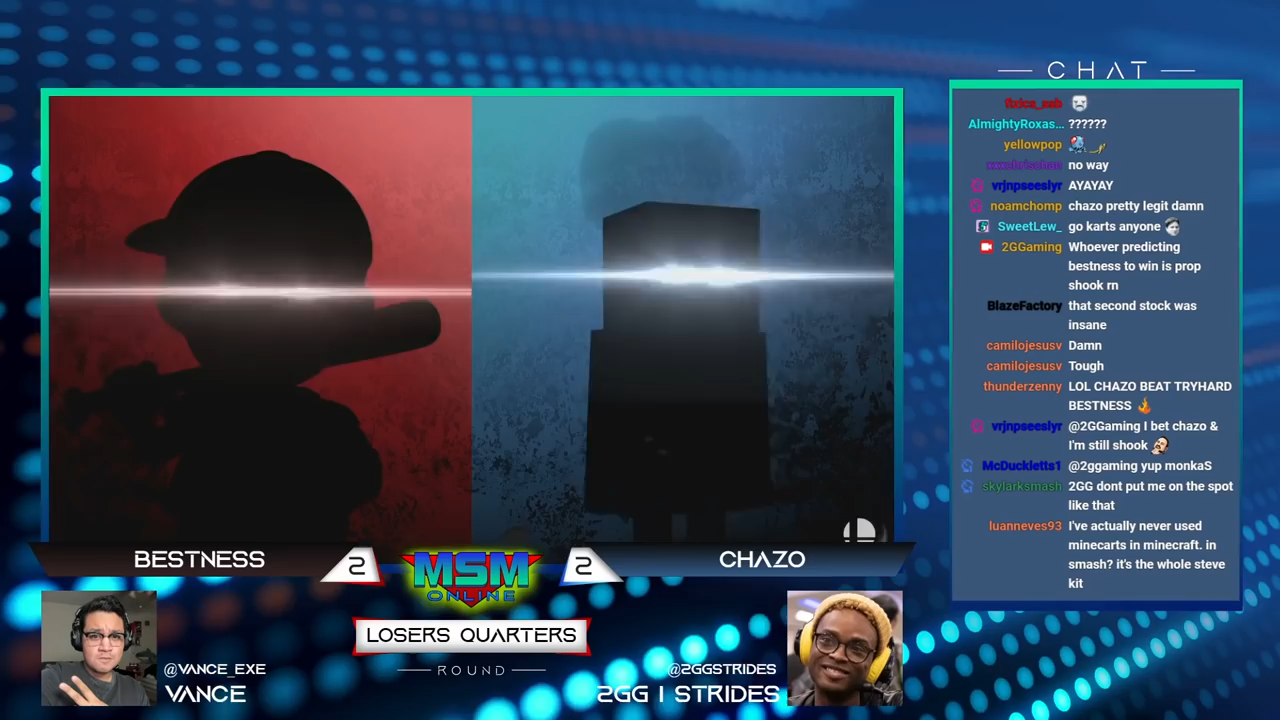 CHAT
AlmightyRoxas... ??????
yellowpop
no way
vrjnpseeslyr AYAYAY
noamchomp chazo pretty legit damn
SweetLew_ go karts anyone
2GGaming Whoever predicting
bestness to win is prop
shook rn
BlazeFactory that second stock was
insane
camilojesusv Damn
camilojesusv Tough
thunderzenny LOL CHAZO BEAT TRYHARD
BESTNESS
vrjnpseeslyr @2GGaming I bet chazo &
I'm still shook
McDuckletts1 @2ggaming yup monkaS
skylarksmash 2GG dont put me on the spot
like that
luanneves93 I've actually never used
minecarts in minecraft. in
smash? it's the whole steve
kit
BESTNESS 2 MSM 2 CHAZO
ONLINE
LOSERS QUARTERS
ROUND
@VANCE_EXE
VANCE
@2GGSTRIDES
2GG | STRIDES